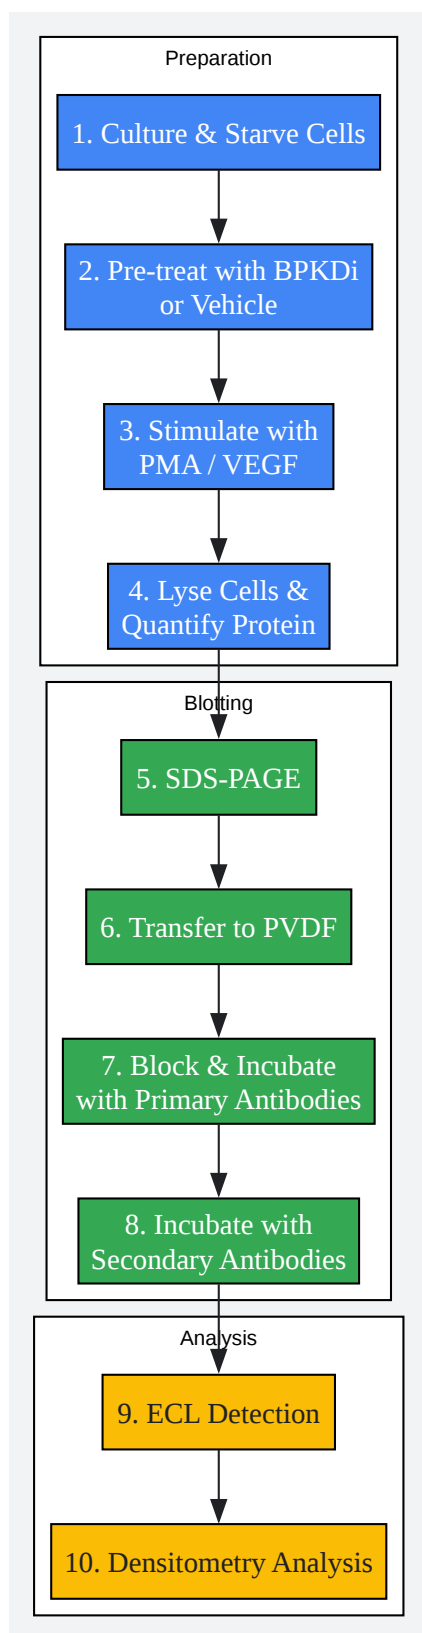 Preparation
1. Culture & Starve Cells
2. Pre-treat with BPKDi
or Vehicle
3. Stimulate with
PMA / VEGF
4. Lyse Cells &
Quantify Protein
Blotting
5. SDS-PAGE
6. Transfer to PVDF
7. Block & Incubate
with Primary Antibodies
8. Incubate with
Secondary Antibodies
Analysis
9. ECL Detection
10. Densitometry Analysis